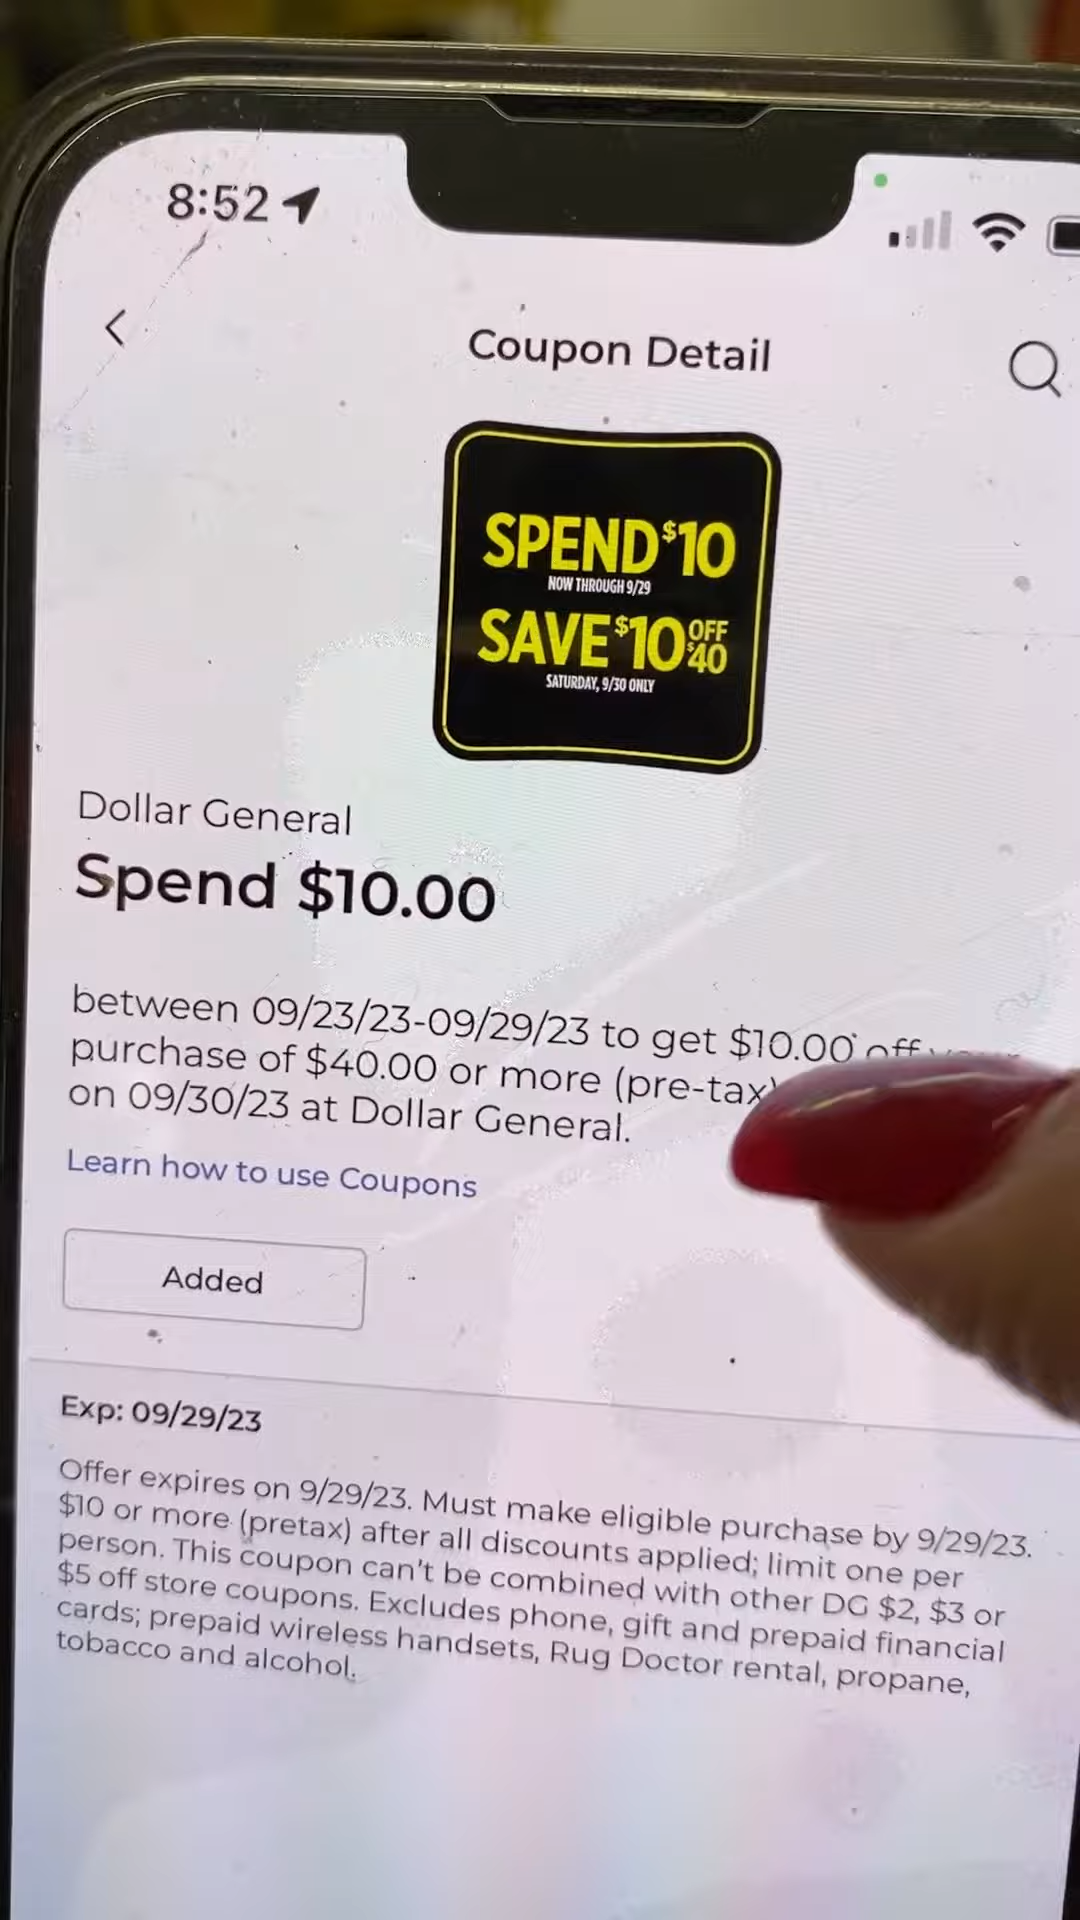 8:52
Coupon Detail
SPEND $10
NOW THROUGH 9/29
SAVE $10 OFF $40
SATURDAY, 9/30 ONLY
Dollar General
Spend $10.00
between 09/23/23-09/29/23 to get $10.00 off
purchase of $40.00 or more (pre-tax)
on 09/30/23 at Dollar General.
Learn how to use Coupons
Added
Exp: 09/29/23
Offer expires on 9/29/23. Must make eligible purchase by 9/29/23.
$10 or more (pretax) after all discounts applied; limit one per
person. This coupon can't be combined with other DG $2, $3 or
$5 off store coupons. Excludes phone, gift and prepaid financial
cards; prepaid wireless handsets, Rug Doctor rental, propane,
tobacco and alcohol.